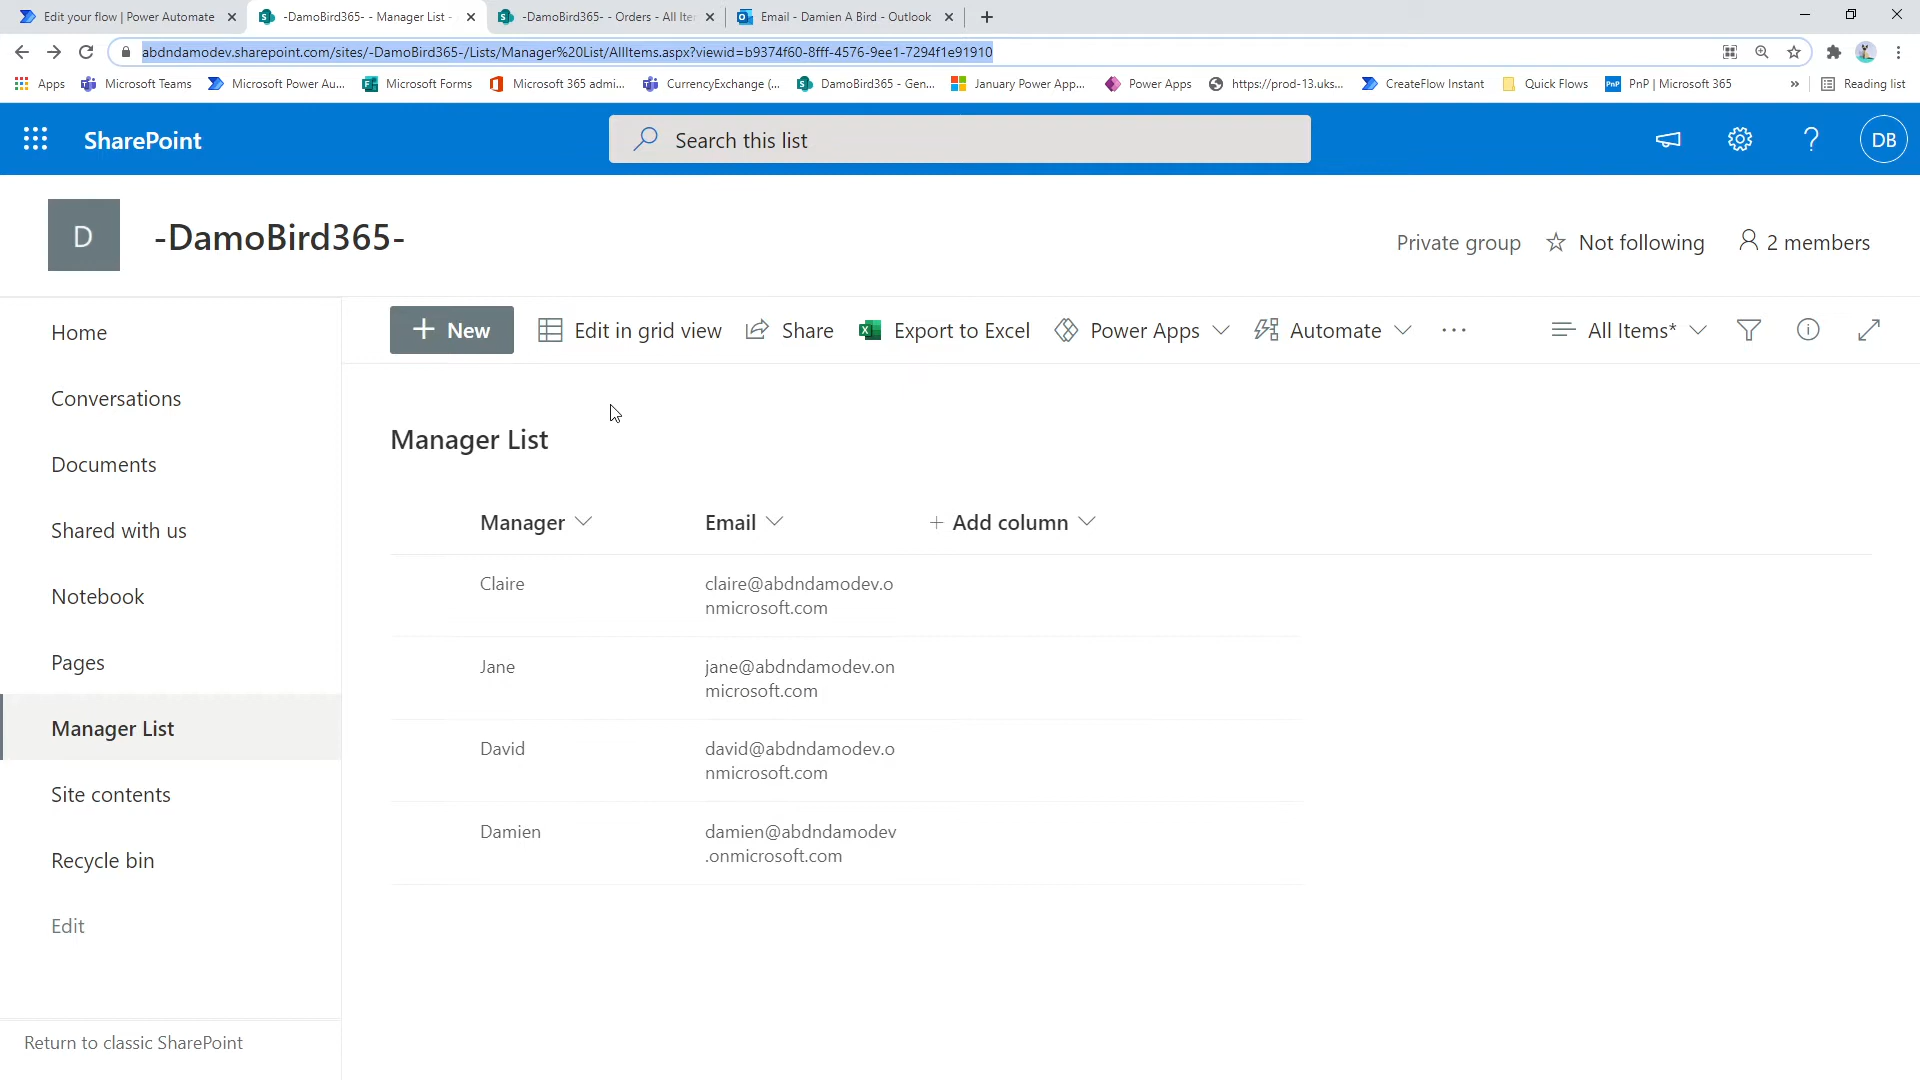 Edit your flow | Power Automate
-DamoBird365- - Manager List -
-DamoBird365- - Orders - All Ite
Email - Damien A Bird - Outlook
abdndamodev.sharepoint.com/sites/-DamoBird365-/Lists/Manager%20List/AllItems.aspx?viewid=b9374f60-8fff-4576-9ee1-7294f1e91910
Apps
Microsoft Teams
Microsoft Power Au...
Microsoft Forms
Microsoft 365 admi...
CurrencyExchange (...
DamoBird365 - Gen...
January Power App...
Power Apps
https://prod-13.uks...
CreateFlow Instant
Quick Flows
PnP | Microsoft 365
Reading list
SharePoint
Search this list
DB
D
-DamoBird365-
Private group
Not following
2 members
Home
Conversations
Documents
Shared with us
Notebook
Pages
Manager List
Site contents
Recycle bin
Edit
Return to classic SharePoint
New
Edit in grid view
Share
Export to Excel
Power Apps
Automate
All Items*
Manager List
Manager
Email
Add column
Claire
claire@abdndamodev.o
nmicrosoft.com
Jane
jane@abdndamodev.on
microsoft.com
David
david@abdndamodev.o
nmicrosoft.com
Damien
damien@abdndamodev
.onmicrosoft.com